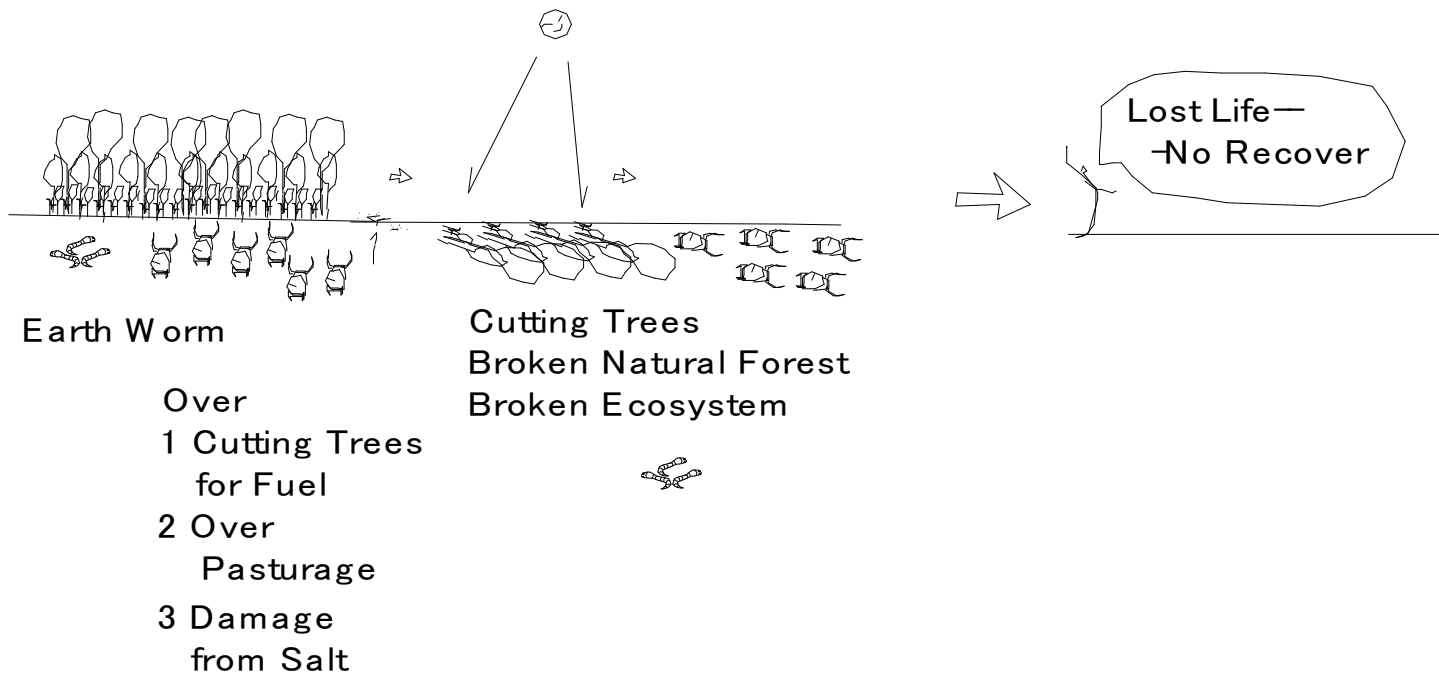 Lost Life—
—No Recover
Earth Worm
Cutting Trees
Broken Natural Forest
Broken Ecosystem
Over
1 Cutting Trees
for Fuel
2 Over
Pasturage
3 Damage
from Salt